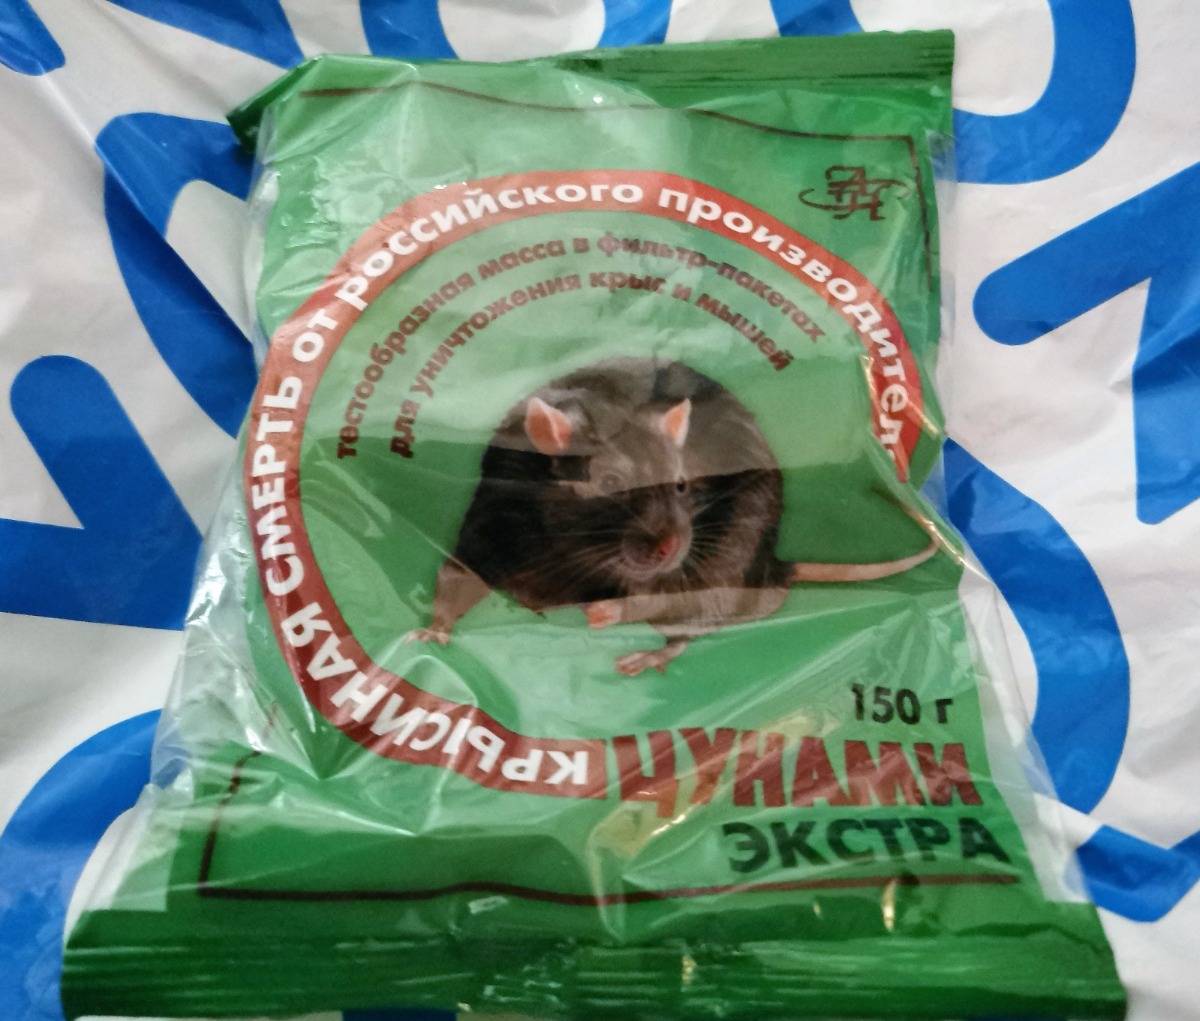 КРЫСИНАЯ СМЕРТЬ ОТ российского производителя
тестообразная масса в фильтр-пакетах
для уничтожения крыс и мышей
150 г
ЦУНАМИ
ЭКСТРА